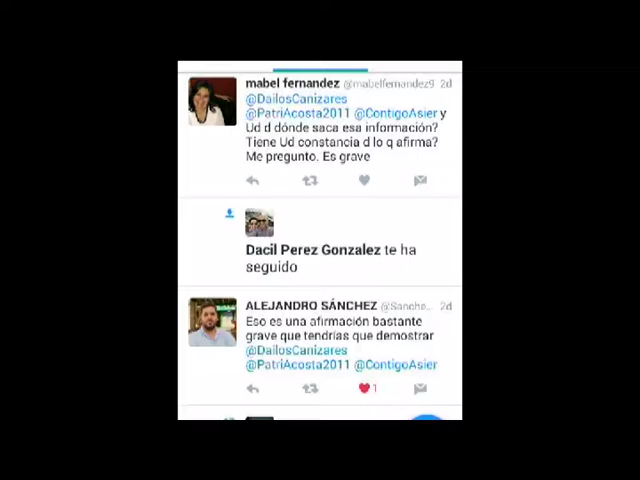 mabel fernandez @mabelfernandez9 2d
@DailosCanizares
@PatriAcosta2011 @ContigoAsier y
Ud d dónde saca esa información?
Tiene Ud constancia d lo q afirma?
Me pregunto. Es grave
Dacil Perez Gonzalez te ha
seguido
ALEJANDRO SÁNCHEZ @Sanche... 2d
Eso es una afirmación bastante
grave que tendrías que demostrar
@DailosCanizares
@PatriAcosta2011 @ContigoAsier
1